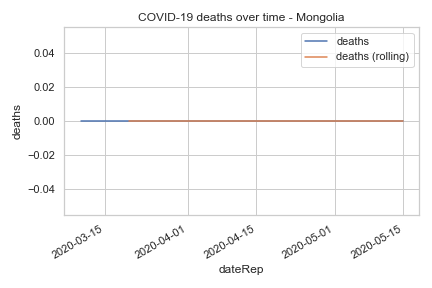 COVID-19 deaths over time - Mongolia
deaths
deaths (rolling)
0.04
0.02
0.00
−0.02
−0.04
deaths
2020-03-15
2020-04-01
2020-04-15
2020-05-01
2020-05-15
dateRep